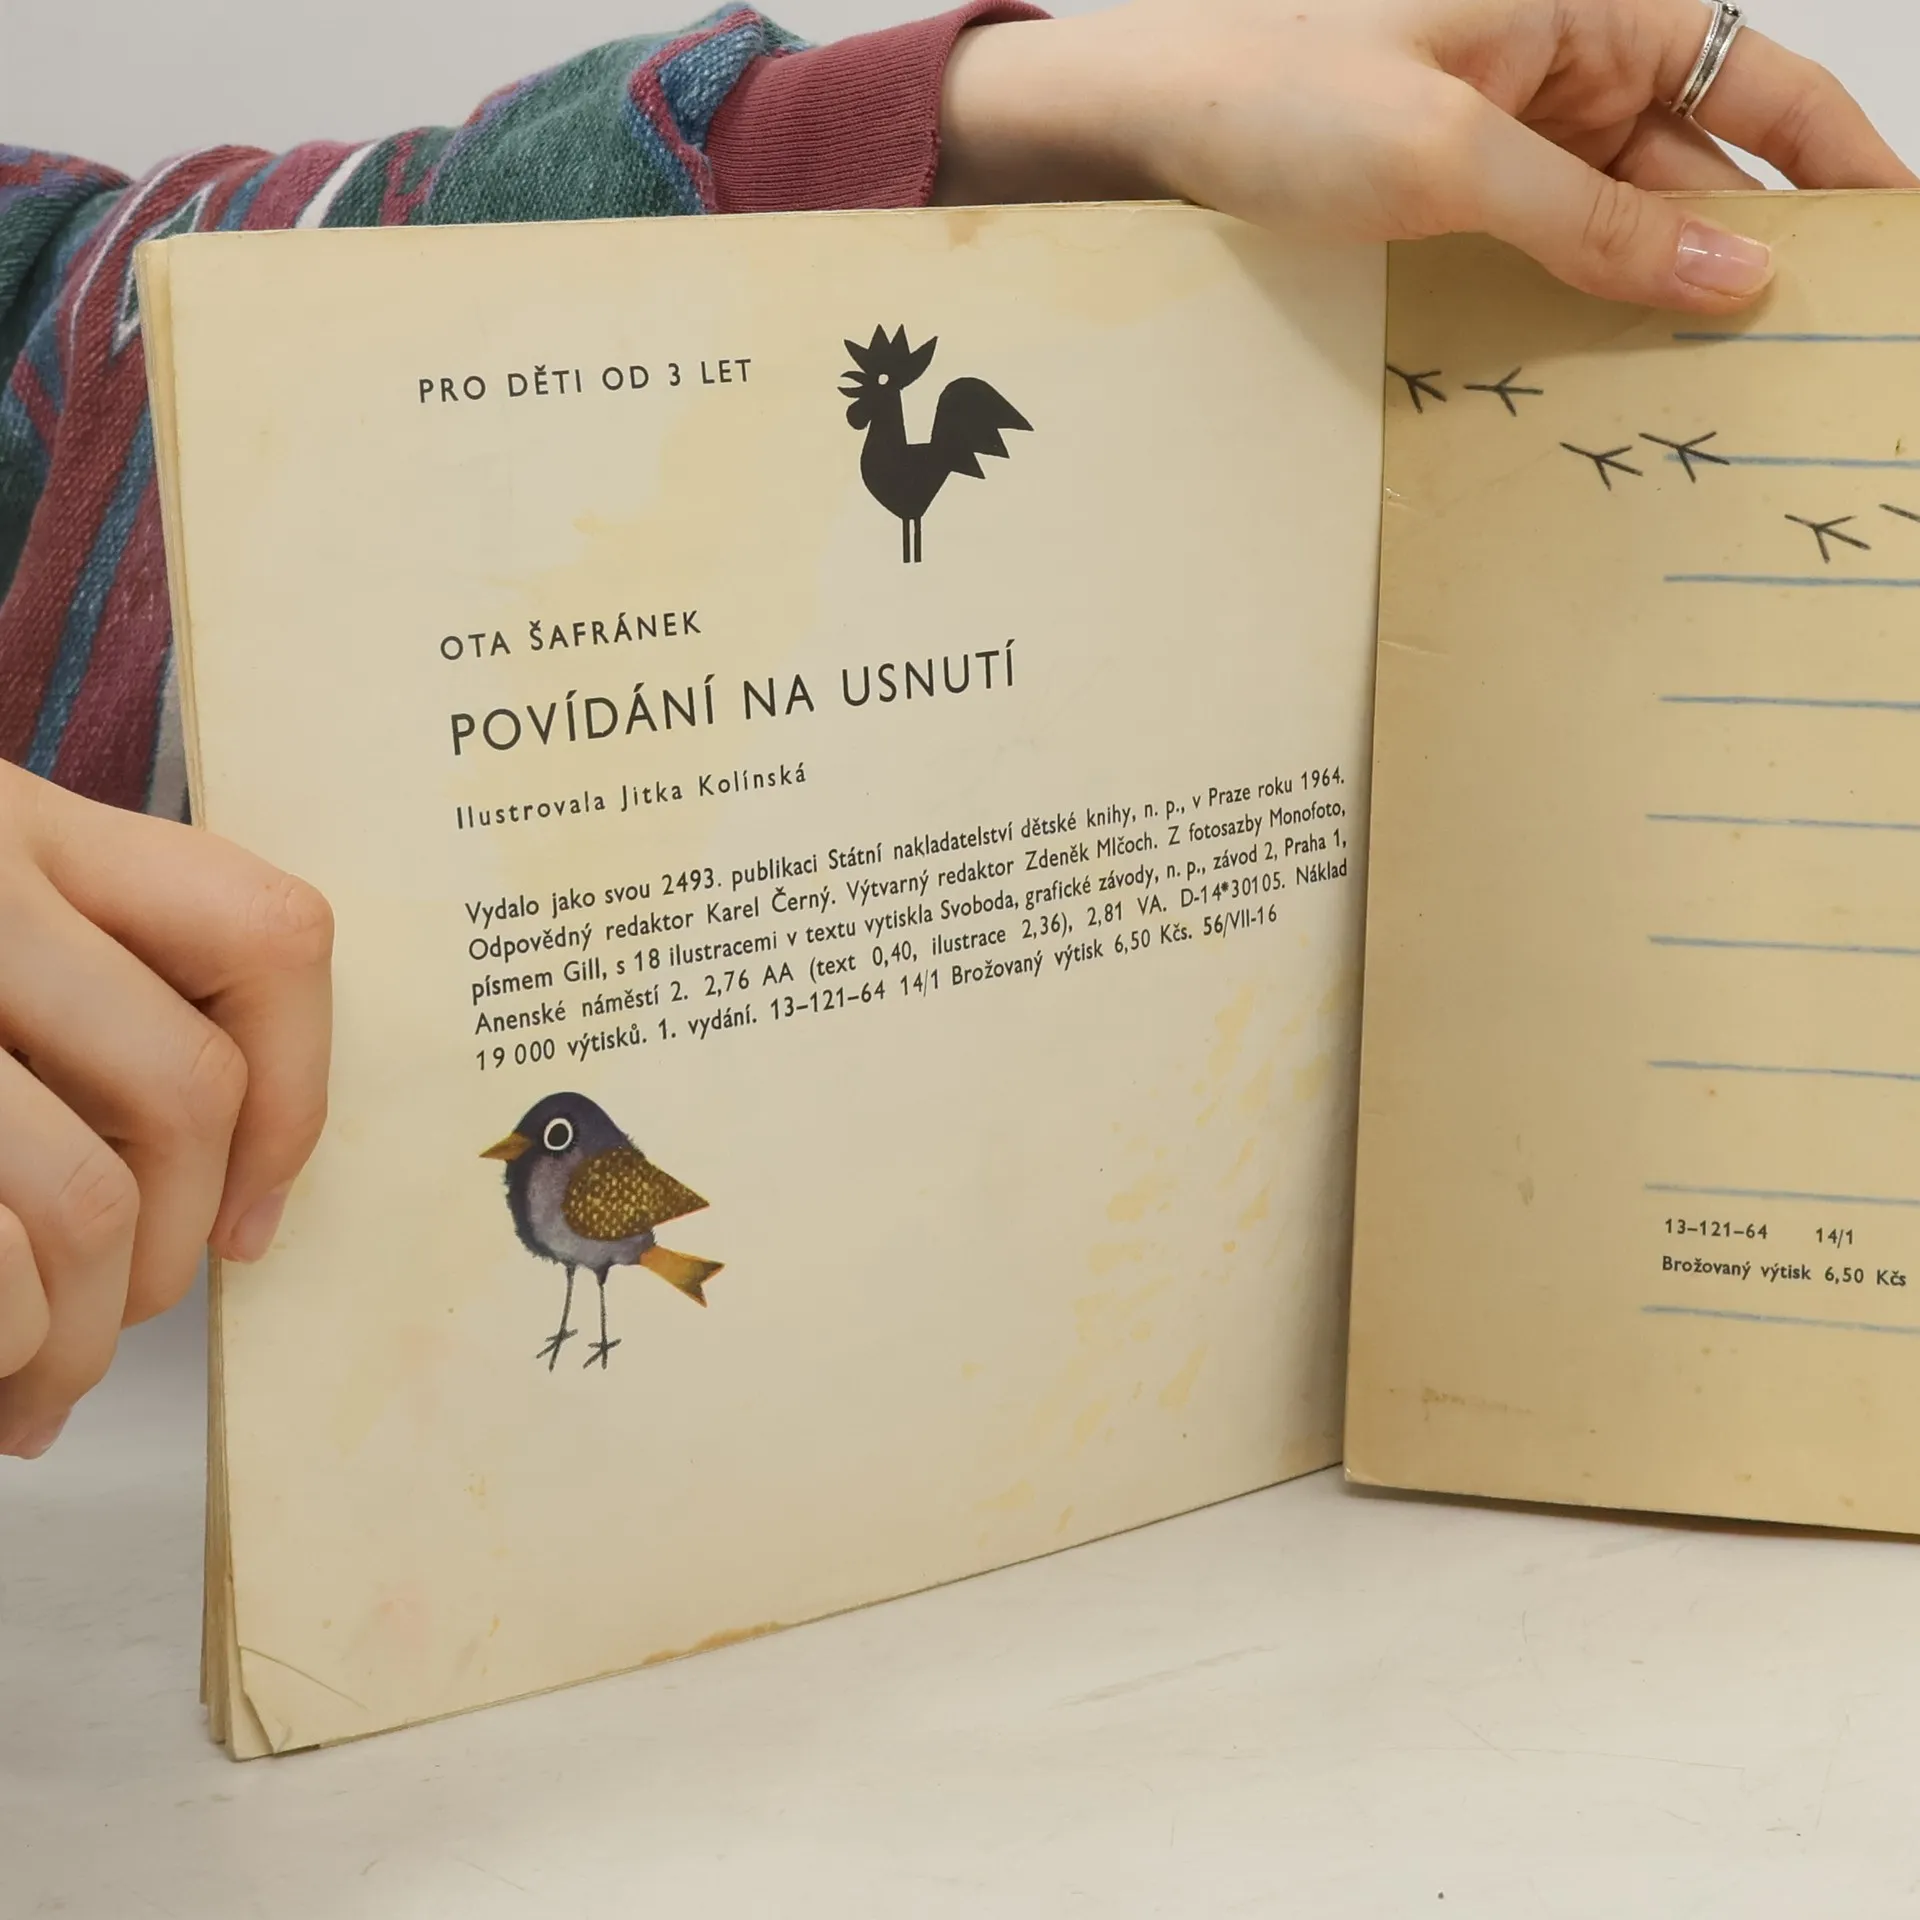 PRO DĚTI OD 3 LET
OTA ŠAFRÁNEK
POVÍDÁNÍ NA USNUTÍ
Ilustrovala Jitka Kolínská
Vydalo jako svou 2493. publikaci Státní nakladatelství dětské knihy, n. p., v Praze roku 1964.
Odpovědný redaktor Karel Černý. Výtvarný redaktor Zdeněk Mlčoch. Z fotosazby Monofoto,
písmem Gill, s 18 ilustracemi v textu vytiskla Svoboda, grafické závody, n. p., závod 2, Praha 1,
Anenské náměstí 2. 2,76 AA (text 0,40, ilustrace 2,36), 2,81 VA. D-14*30105. Náklad
19 000 výtisků. 1. vydání. 13–121–64 14/1 Brožovaný výtisk 6,50 Kčs. 56/VII-16
13–121–64 14/1
Brožovaný výtisk 6,50 Kčs